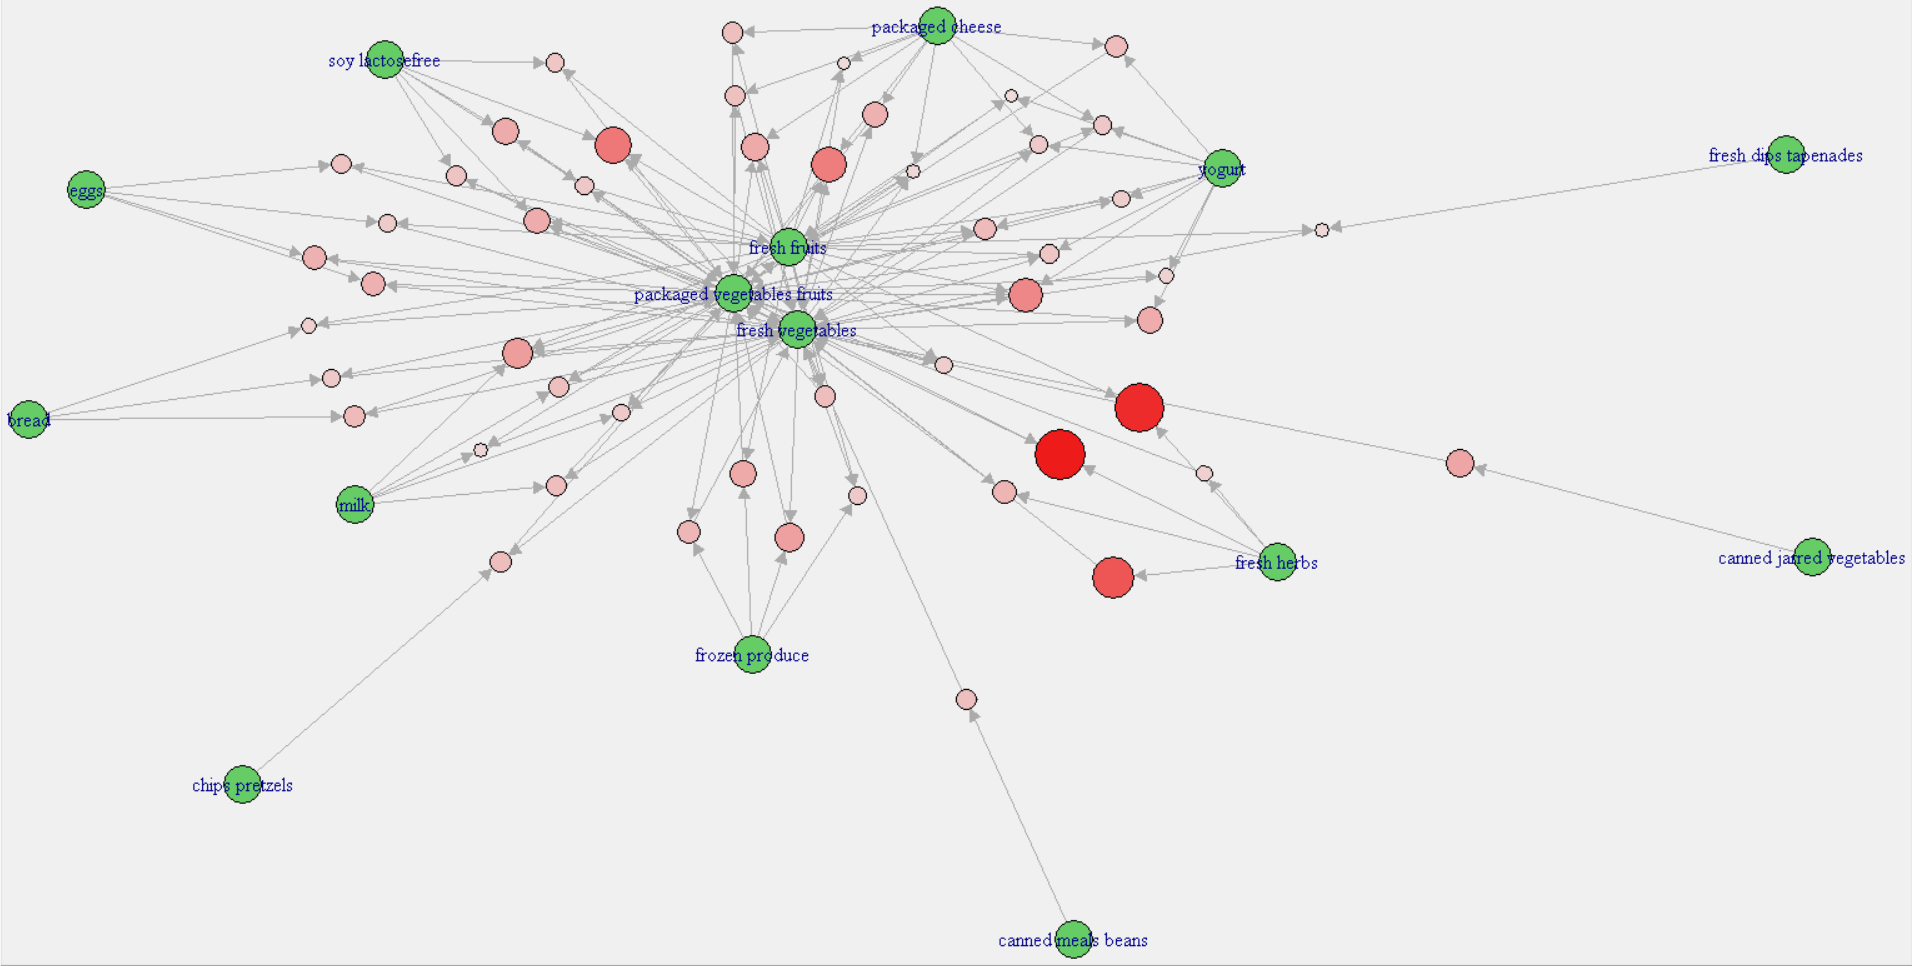 packaged cheese
soy lactosefree
fresh dips tapenades
yogurt
eggs
fresh fruits
packaged vegetables fruits
fresh vegetables
bread
milk
canned jarred vegetables
fresh herbs
frozen produce
chips pretzels
canned meals beans